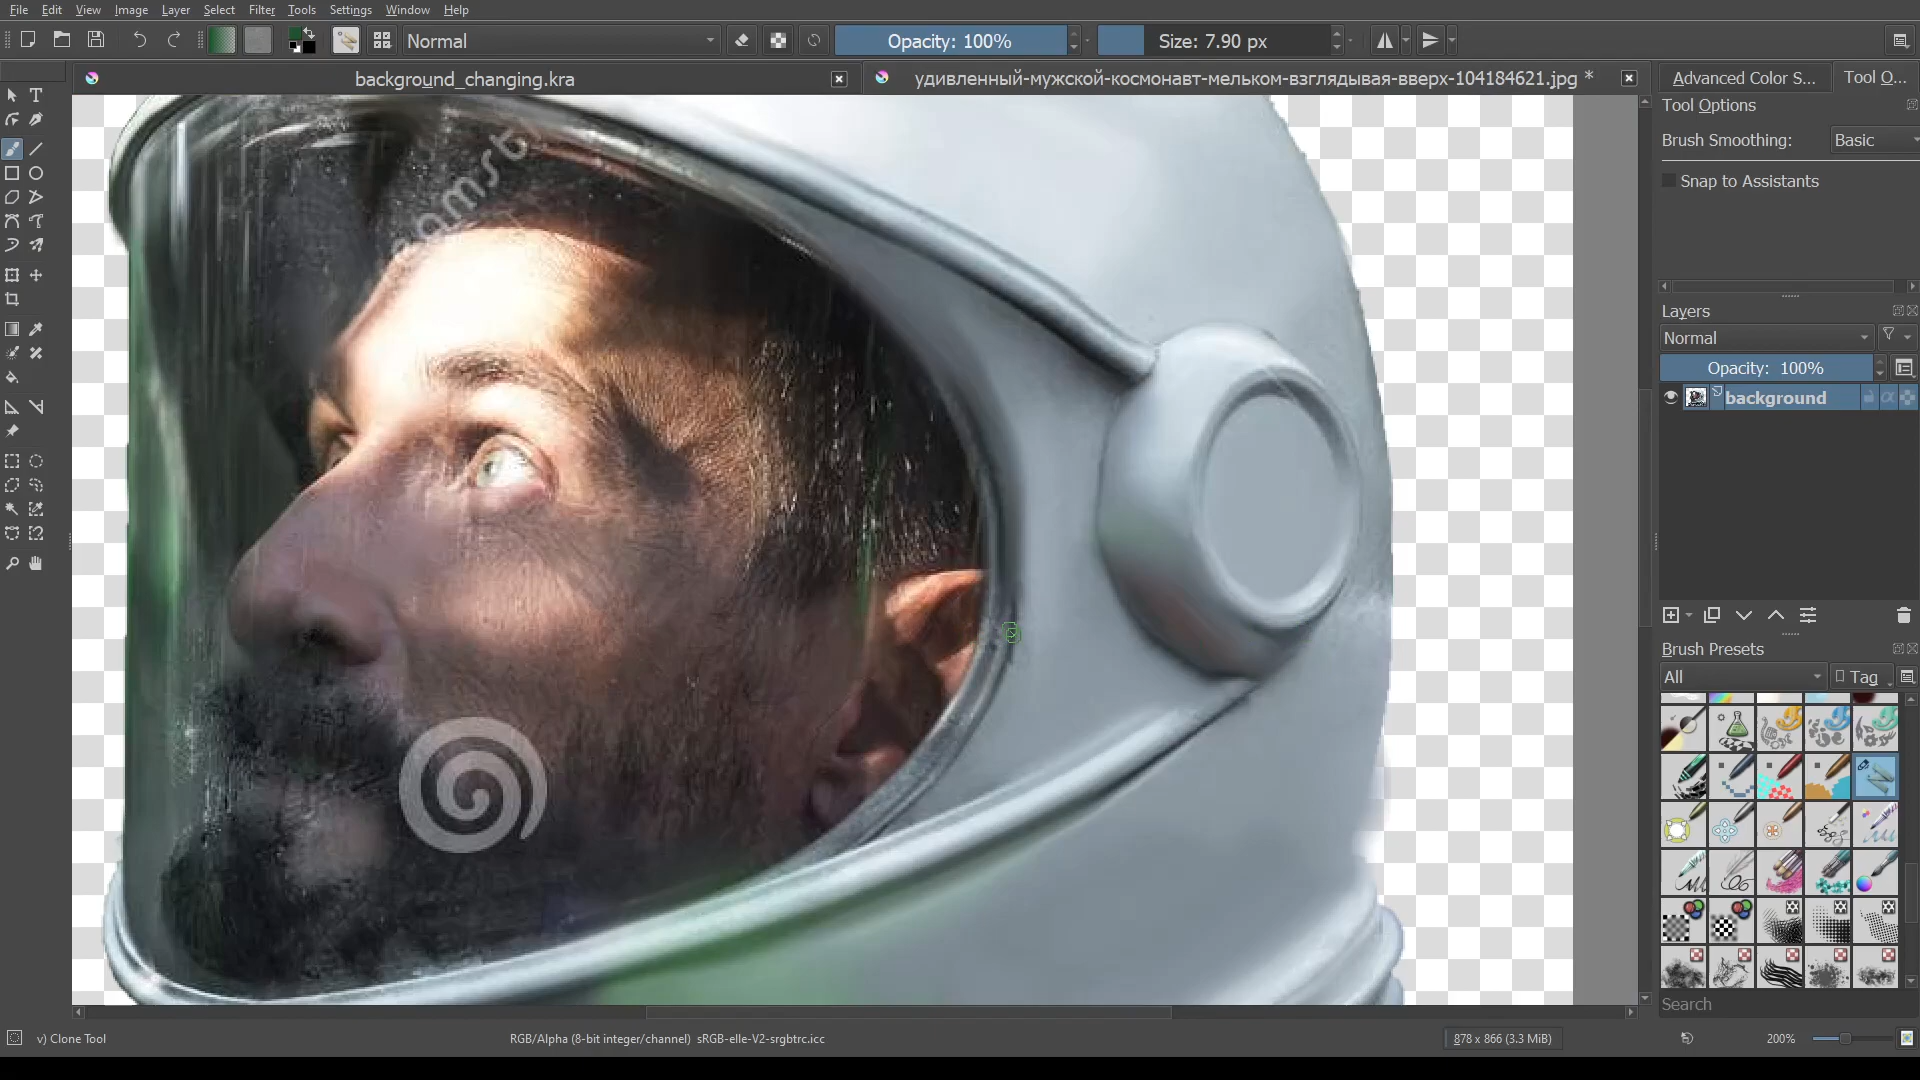 File Edit View Image Layer Select Filter Tools Settings Window Help
Normal
Opacity: 100%
Size: 7.90 px
background_changing.kra
удивленный-мужской-космонавт-мельком-взглядывая-вверх-104184621.jpg *
Advanced Color S...
Tool O...
Tool Options
Brush Smoothing:
Basic
Snap to Assistants
Layers
Normal
Opacity: 100%
background
Brush Presets
All
Tag
Search
v) Clone Tool
RGB/Alpha (8-bit integer/channel) sRGB-elle-V2-srgbtrc.icc
878 x 866 (3.3 MiB)
200%